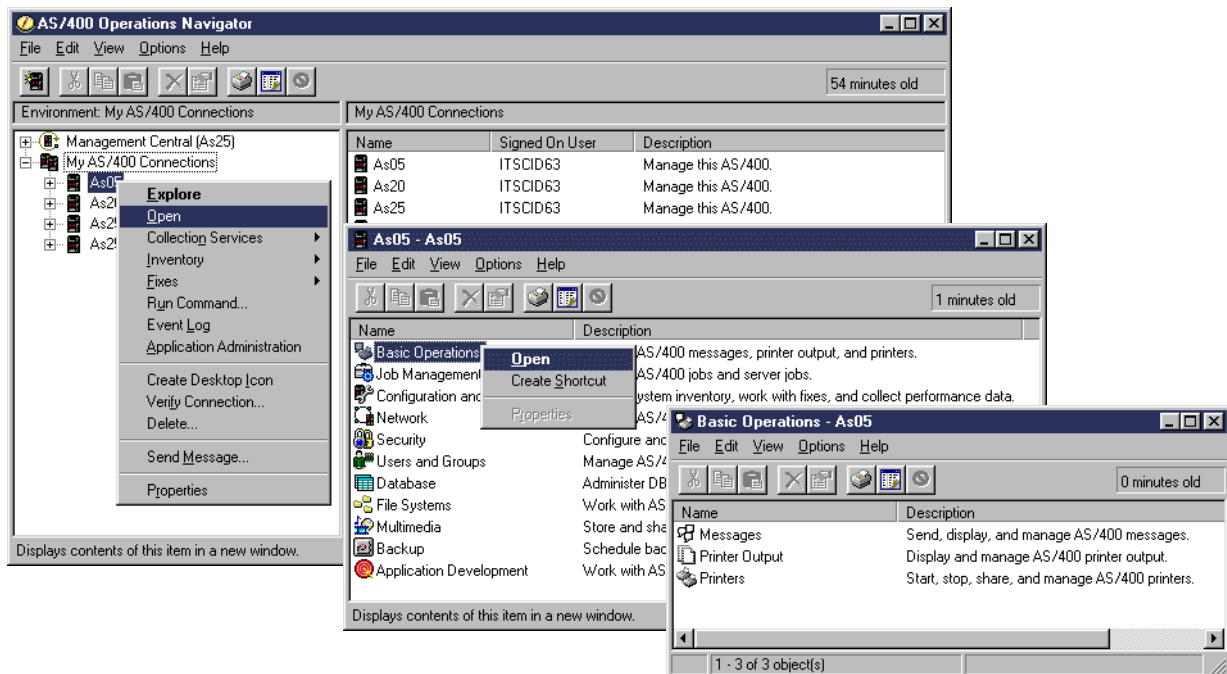 AS/400 Operations Navigator
File Edit View Options Help
54 minutes old
Environment: My AS/400 Connections
My AS/400 Connections
Management Central (As25)
My AS/400 Connections
As05
As2
As2
As2
Name Signed On User Description
As05 ITSCID63 Manage this AS/400.
As20 ITSCID63 Manage this AS/400.
As25 ITSCID63 Manage this AS/400.
Explore
Open
Collection Services
Inventory
Fixes
Run Command...
Event Log
Application Administration
Create Desktop Icon
Verify Connection...
Delete...
Send Message...
Properties
Displays contents of this item in a new window.
As05 - As05
File Edit View Options Help
1 minutes old
Name Description
Basic Operations AS/400 messages, printer output, and printers.
Job Management AS/400 jobs and server jobs.
Configuration and ystem inventory, work with fixes, and collect performance data.
Network AS/4
Security Configure and
Users and Groups Manage AS/4
Database Administer DB
File Systems Work with AS
Multimedia Store and sha
Backup Schedule bac
Application Development Work with AS
Open
Create Shortcut
Properties
Displays contents of this item in a new window.
Basic Operations - As05
File Edit View Options Help
0 minutes old
Name Description
Messages Send, display, and manage AS/400 messages.
Printer Output Display and manage AS/400 printer output.
Printers Start, stop, share, and manage AS/400 printers.
1 - 3 of 3 object(s)